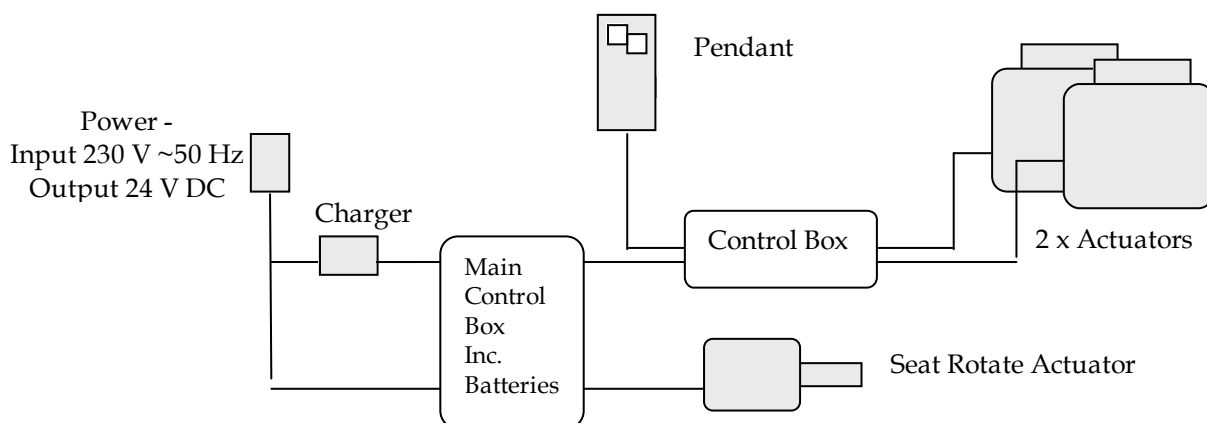 Pendant
Power -
Input 230 V ~50 Hz
Output 24 V DC
Charger
Control Box
2 x Actuators
Main
Control
Box
Inc.
Batteries
Seat Rotate Actuator